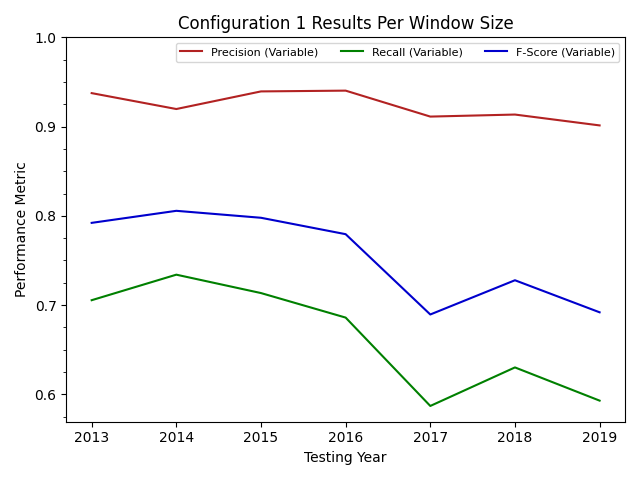 Configuration 1 Results Per Window Size
Precision (Variable) Recall (Variable) F-Score (Variable)
1.0
0.9
0.8
0.7
0.6
Performance Metric
2013 2014 2015 2016 2017 2018 2019
Testing Year